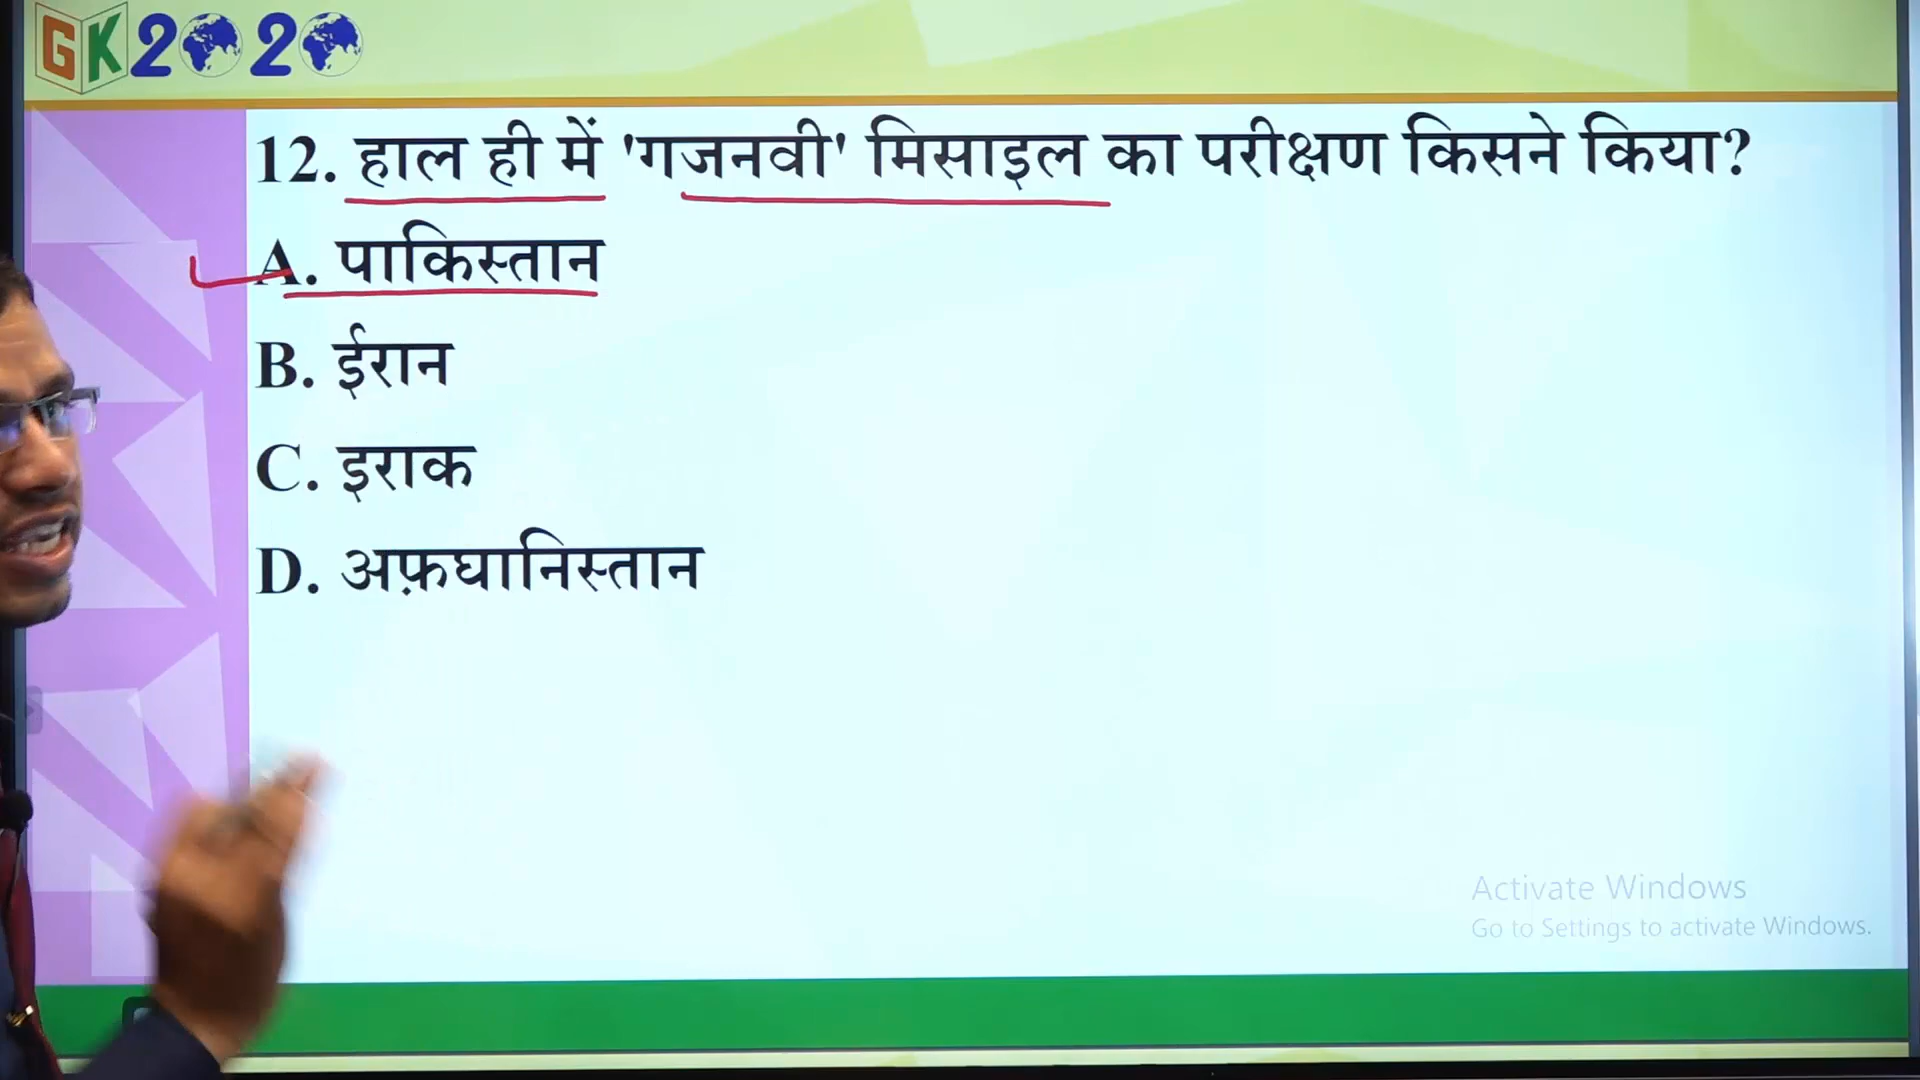 GK2020
12. हाल ही में 'गजनवी' मिसाइल का परीक्षण किसने किया?
A. पाकिस्तान
B. ईरान
C. इराक
D. अफ़घानिस्तान
Activate Windows
Go to Settings to activate Windows.